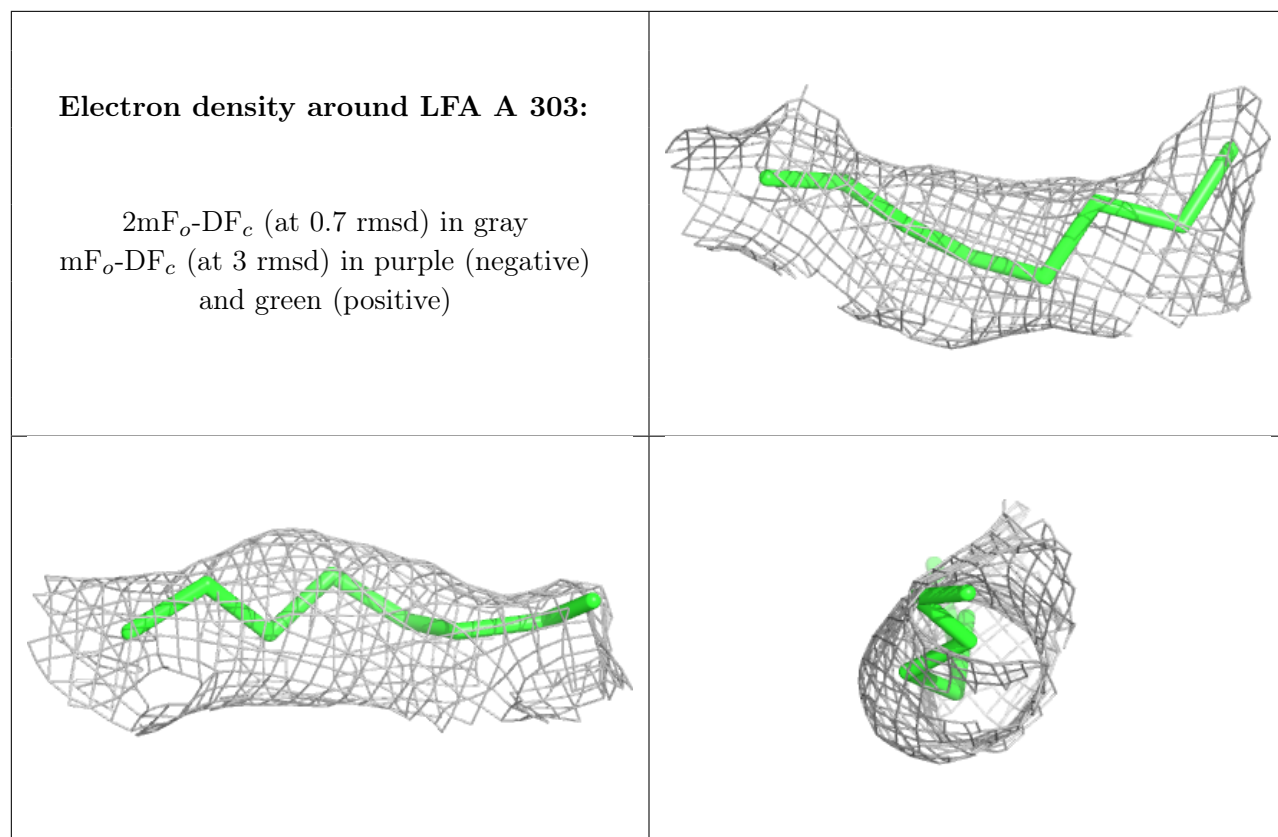 Electron density around LFA A 303:
2mFo-DFc (at 0.7 rmsd) in gray
mFo-DFc (at 3 rmsd) in purple (negative)
and green (positive)